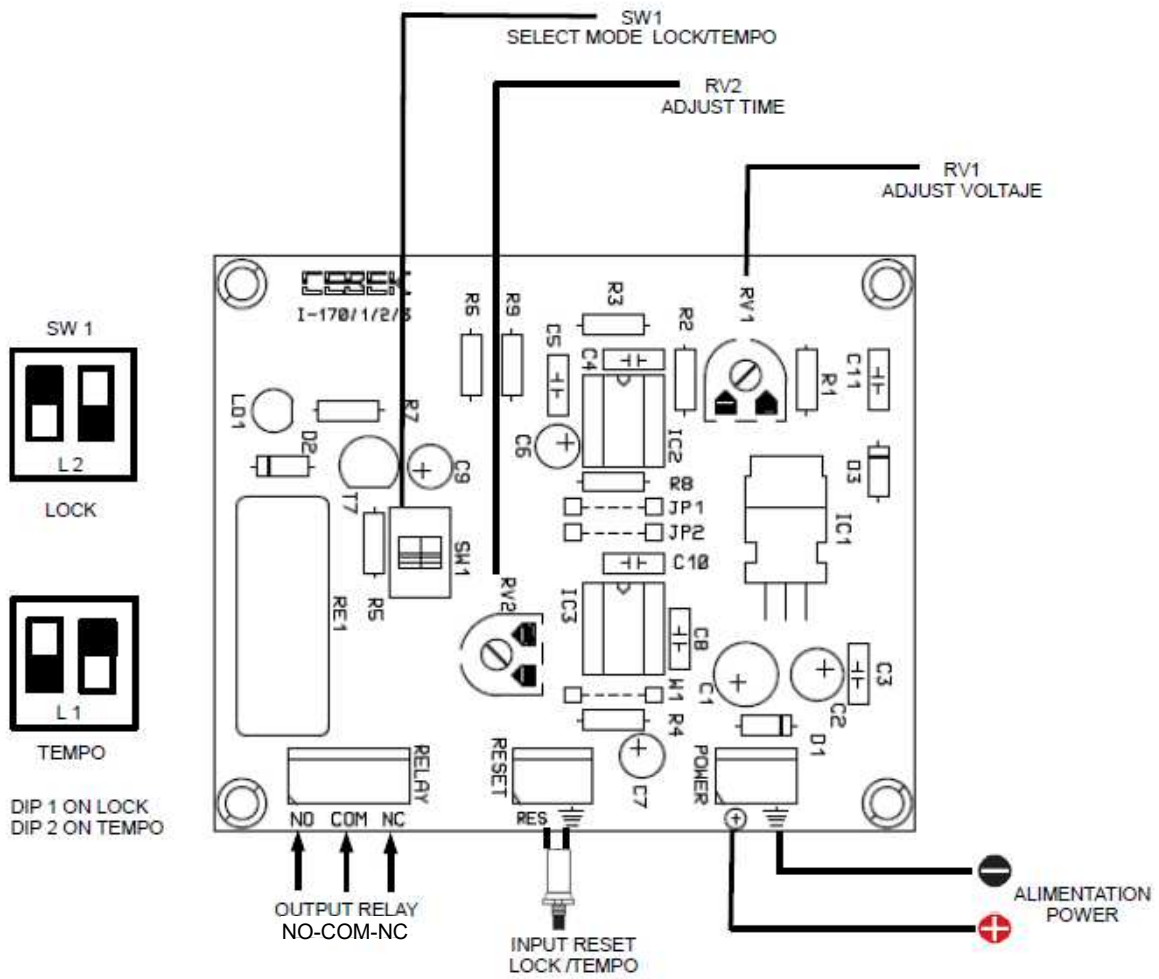 SW1
SELECT MODE LOCK/TEMPO
RV2
ADJUST TIME
RV1
ADJUST VOLTAJE
CEBEK
I-170/1/2/3
SW 1
L 2
LOCK
L 1
TEMPO
DIP 1 ON LOCK
DIP 2 ON TEMPO
R6
R9
R3
C5
C4
R2
RV1
R1
C11
LD1
R7
D2
T7
C9
C6
IC2
R8
JP1
JP2
C10
D3
IC1
RE1
R5
SW1
RV2
IC3
C8
W1
R4
C1
C2
C3
D1
RELAY
RESET
C7
POWER
NO COM NC
RES
+
OUTPUT RELAY
NO-COM-NC
INPUT RESET
LOCK /TEMPO
ALIMENTATION
POWER